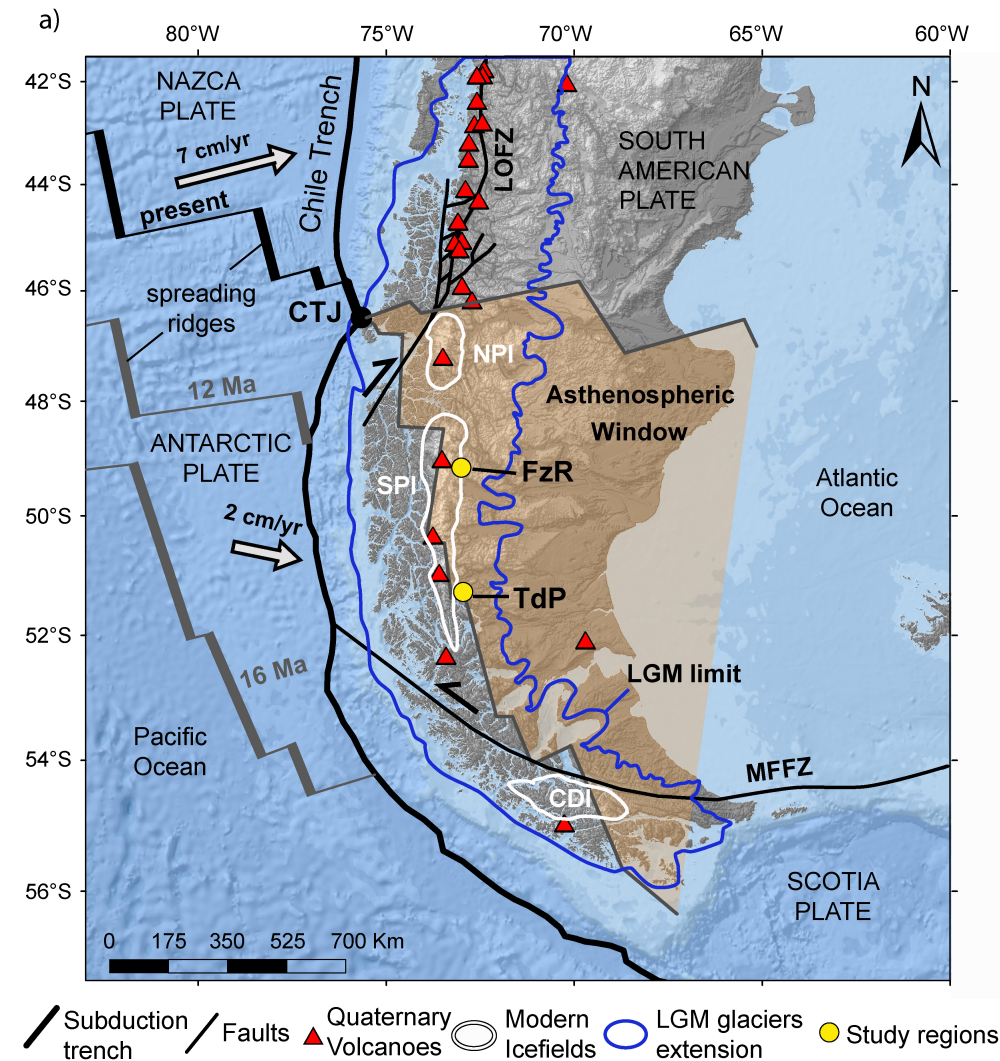 a)
80°W
75°W
70°W
65°W
60°W
42°S
44°S
46°S
48°S
50°S
52°S
54°S
56°S
NAZCA
PLATE
7 cm/yr
present
Chile Trench
LOFZ
SOUTH
AMERICAN
PLATE
N
spreading
ridges
CTJ
NPI
12 Ma
Asthenospheric
Window
ANTARCTIC
PLATE
SPI
FzR
Atlantic
Ocean
2 cm/yr
TdP
16 Ma
LGM limit
Pacific
Ocean
MFFZ
CDI
SCOTIA
PLATE
0 175 350 525 700 Km
Subduction
trench
Faults
Quaternary
Volcanoes
Modern
Icefields
LGM glaciers
extension
Study regions